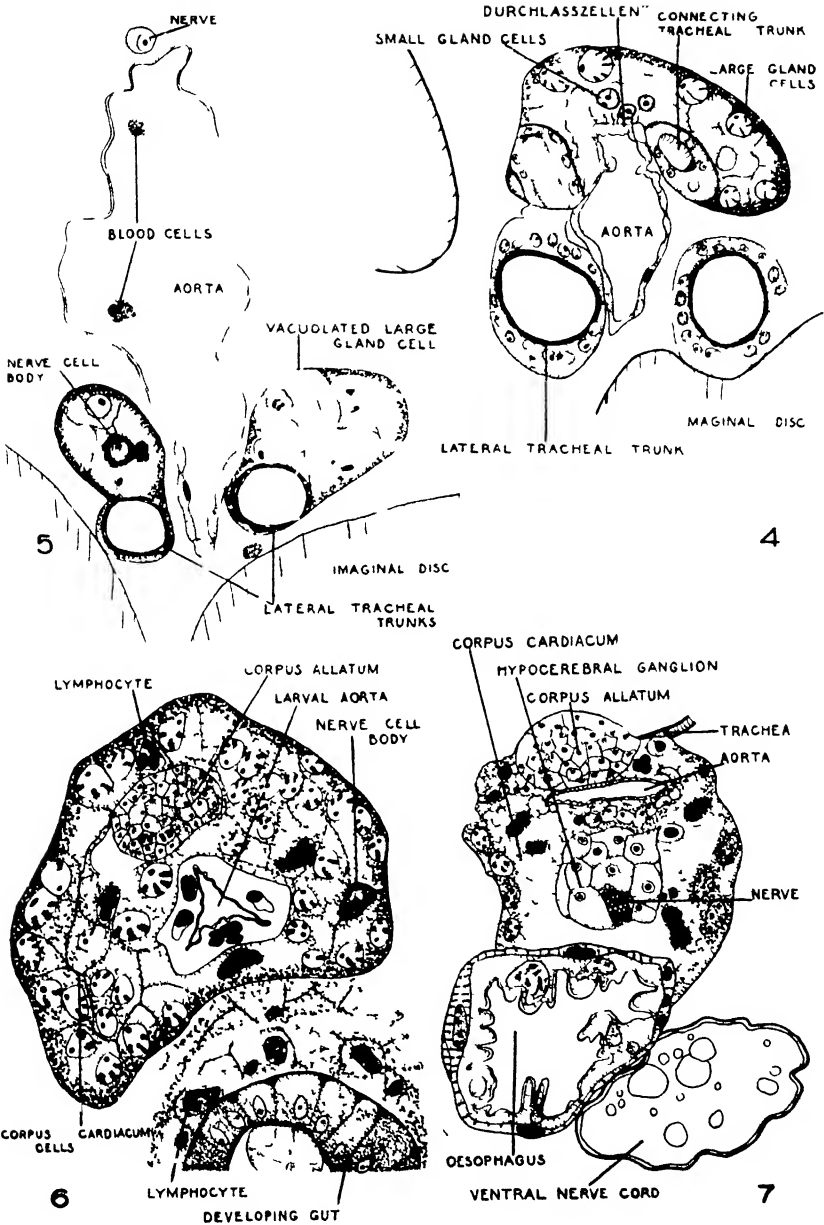 NERVE
BLOOD CELLS
AORTA
VACUOLATED LARGE
GLAND CELL
NERVE CELL
BODY
5
IMAGINAL DISC
LATERAL TRACHEAL
TRUNKS
DURCHLASSZELLEN"
SMALL GLAND CELLS
CONNECTING
TRACHEAL TRUNK
LARGE GLAND
CELLS
AORTA
MAGINAL DISC
LATERAL TRACHEAL TRUNK
4
LYMPHOCYTE
CORPUS ALLATUM
LARVAL AORTA
NERVE CELL
BODY
CORPUS CARDIACUM
CELLS
6
LYMPHOCYTE
DEVELOPING GUT
CORPUS CARDIACUM
HYPOCEREBRAL GANGLION
CORPUS ALLATUM
TRACHEA
AORTA
NERVE
OESOPHAGUS
VENTRAL NERVE CORD
7